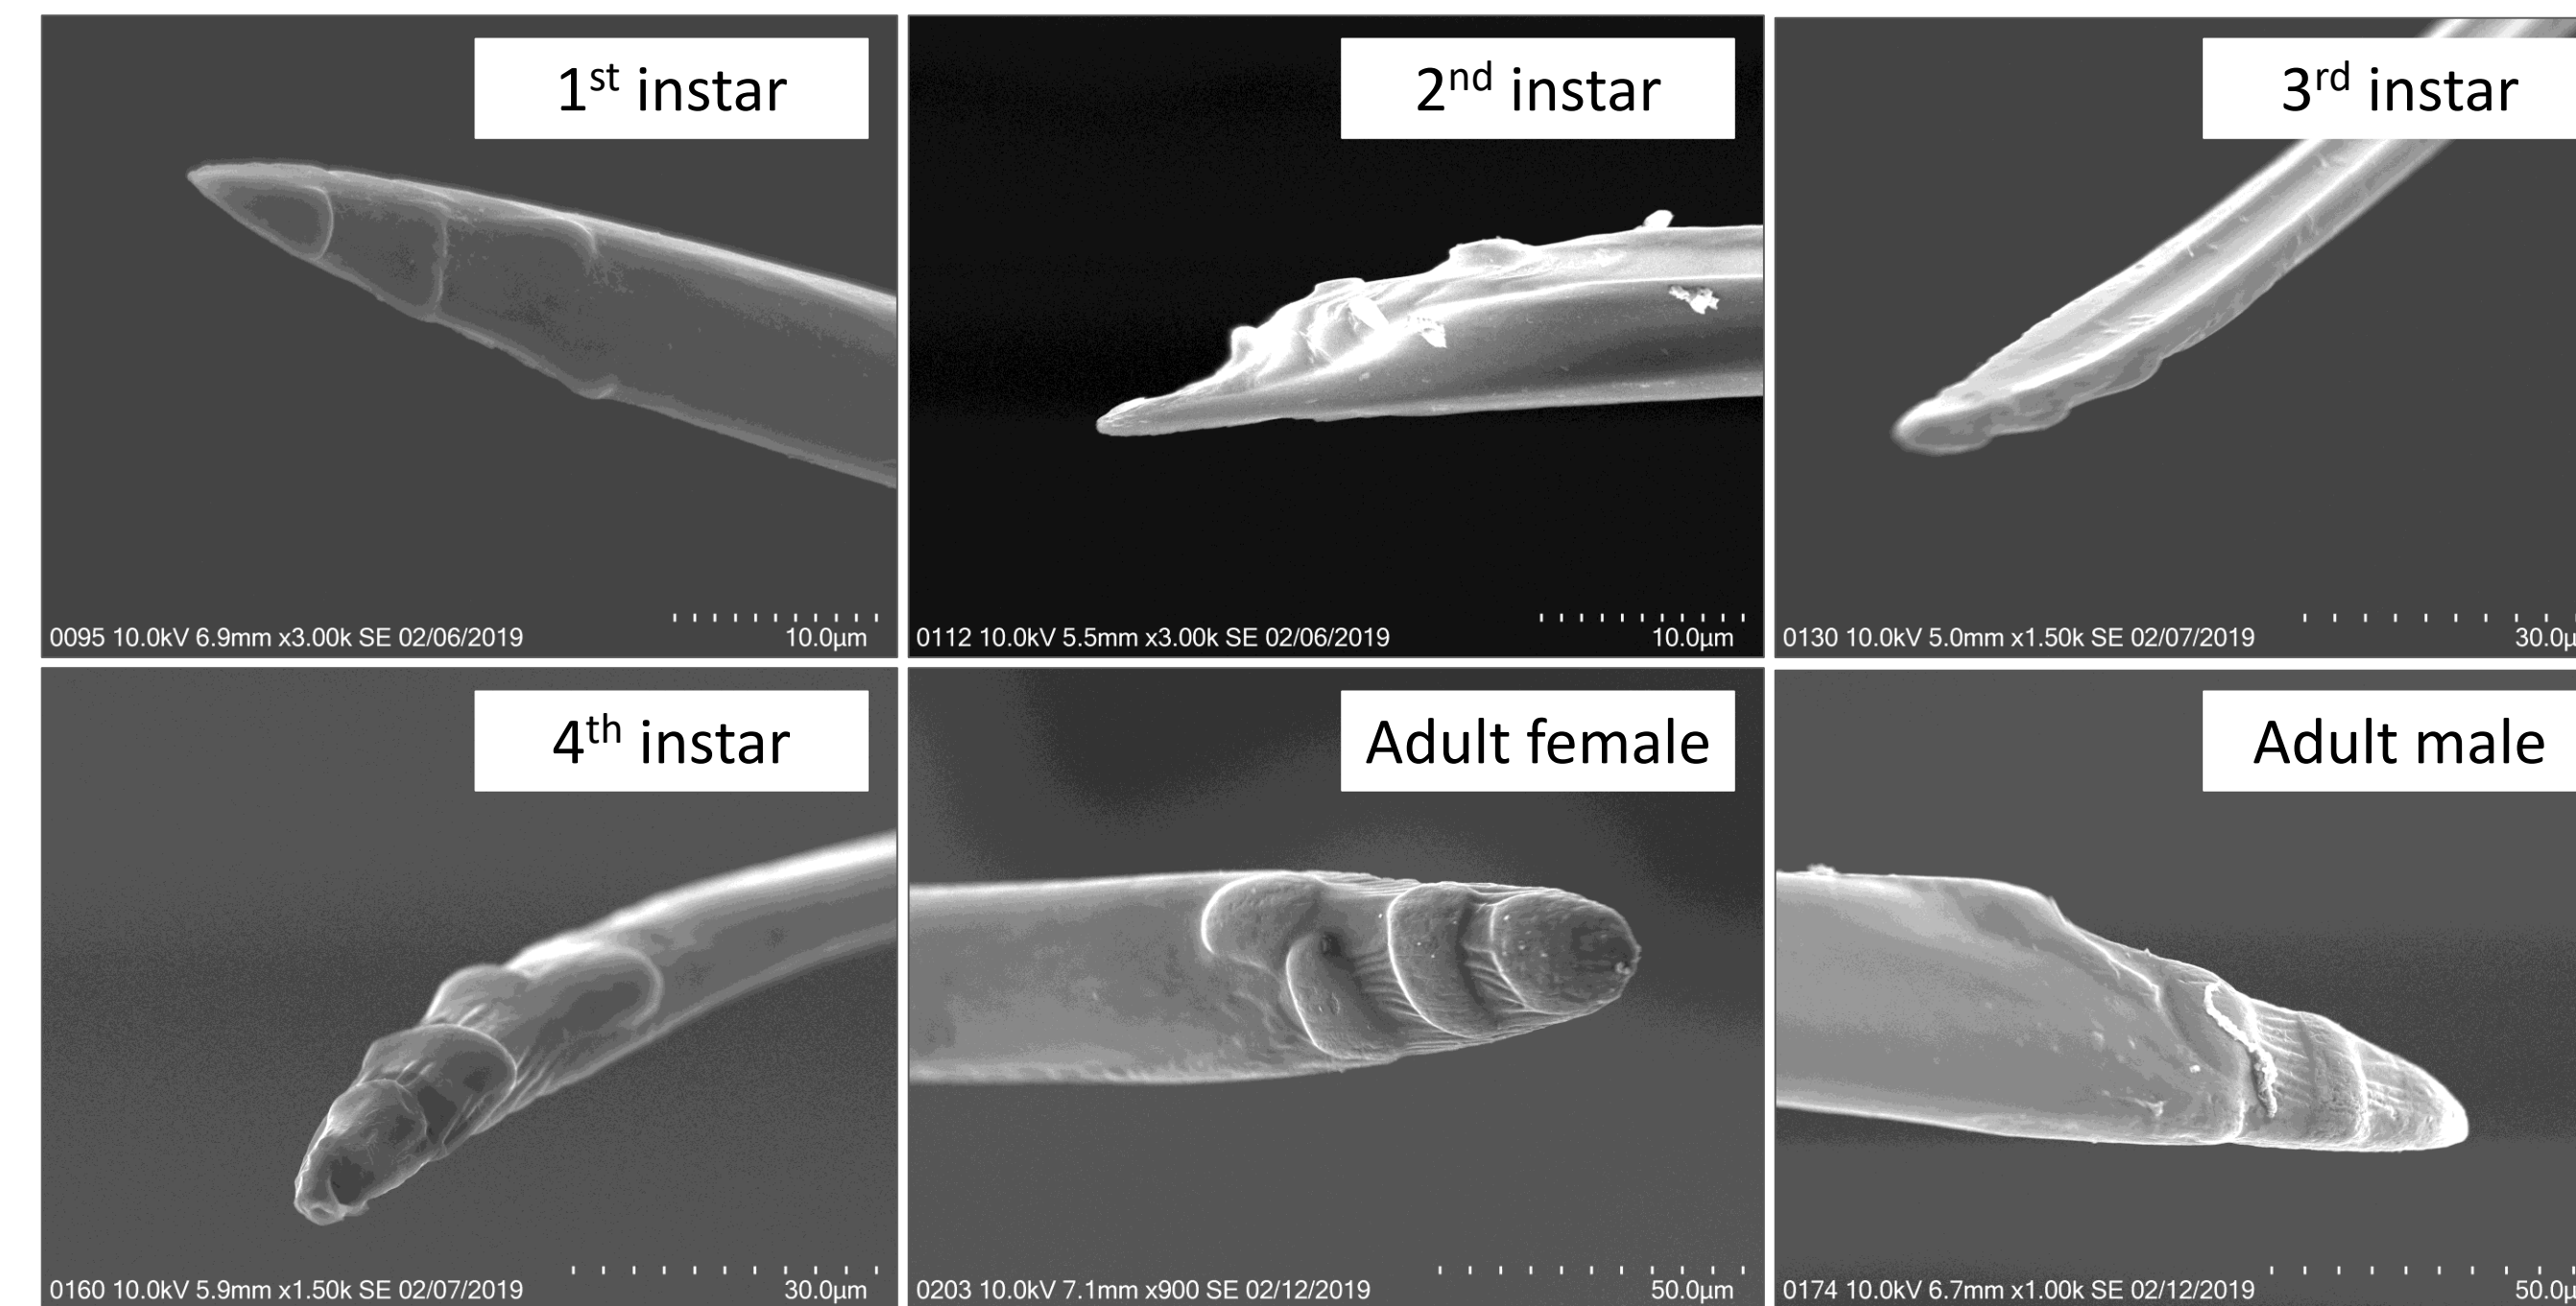 1st instar
2nd instar
3rd instar
0095 10.0kV 6.9mm x3.00k SE 02/06/2019
10.0µm
0112 10.0kV 5.5mm x3.00k SE 02/06/2019
10.0µm
0130 10.0kV 5.0mm x1.50k SE 02/07/2019
30.0µ
4th instar
Adult female
Adult male
0160 10.0kV 5.9mm x1.50k SE 02/07/2019
30.0µm
0203 10.0kV 7.1mm x900 SE 02/12/2019
50.0µm
0174 10.0kV 6.7mm x1.00k SE 02/12/2019
50.0µ